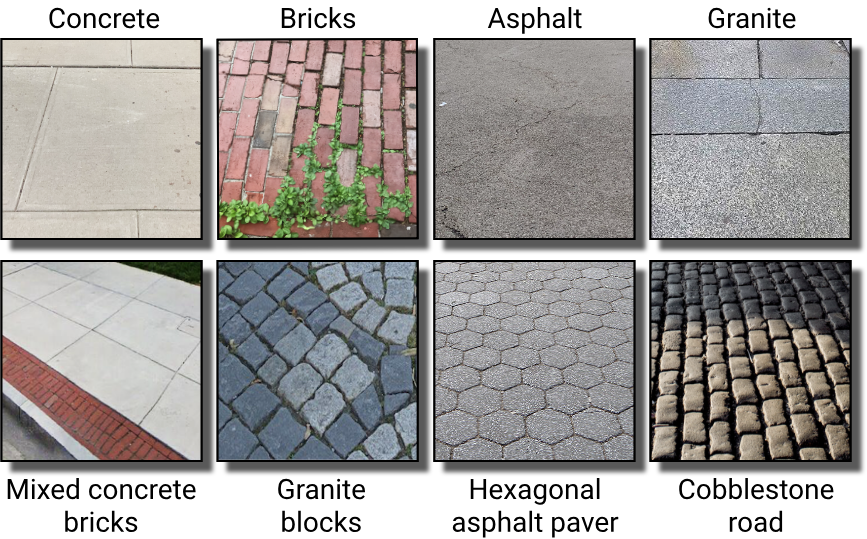 Concrete
Bricks
Asphalt
Granite
Mixed concrete
bricks
Granite
blocks
Hexagonal
asphalt paver
Cobblestone
road